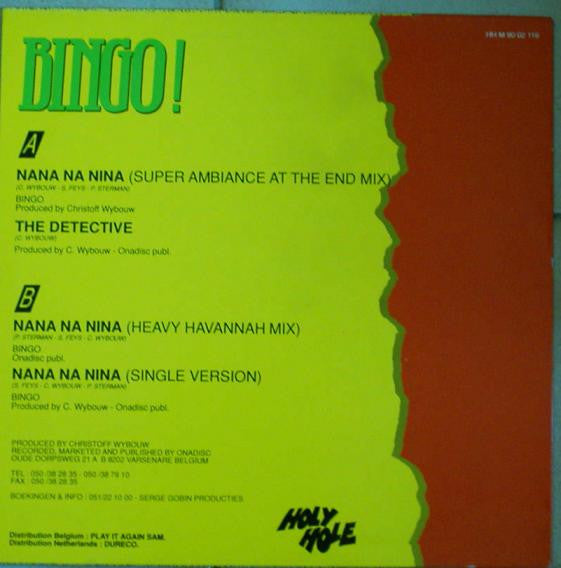 HH M 90 02 116
BINGO!
A
NANA NA NINA (SUPER AMBIANCE AT THE END MIX)
(C. WYBOUW - S. FEYS - P. STERMAN)
BINGO
Produced by Christoff Wybouw
THE DETECTIVE
(C. WYBOUW)
Produced by C. Wybouw - Onadisc publ.
B
NANA NA NINA (HEAVY HAVANNAH MIX)
(P. STERMAN - S. FEYS - C. WYBOUW)
BINGO
Onadisc publ.
NANA NA NINA (SINGLE VERSION)
(S. FEYS - C. WYBOUW - P. STERMAN)
BINGO
Produced by C. Wybouw - Onadisc publ.
PRODUCED BY CHRISTOFF WYBOUW
RECORDED, MARKETED AND PUBLISHED BY ONADISC
OUDE DORPSWEG 21 A B 8202 VARSENARE BELGIUM
TEL : 050 /38 28 35 - 050 /38 79 10
FAX : 050 /38 28 35
BOEKINGEN & INFO : 051/22 10 00 - SERGE GOBIN PRODUCTIES
HOLY
HOLE
Distribution Belgium : PLAY IT AGAIN SAM.
Distribution Netherlands : DURECO.